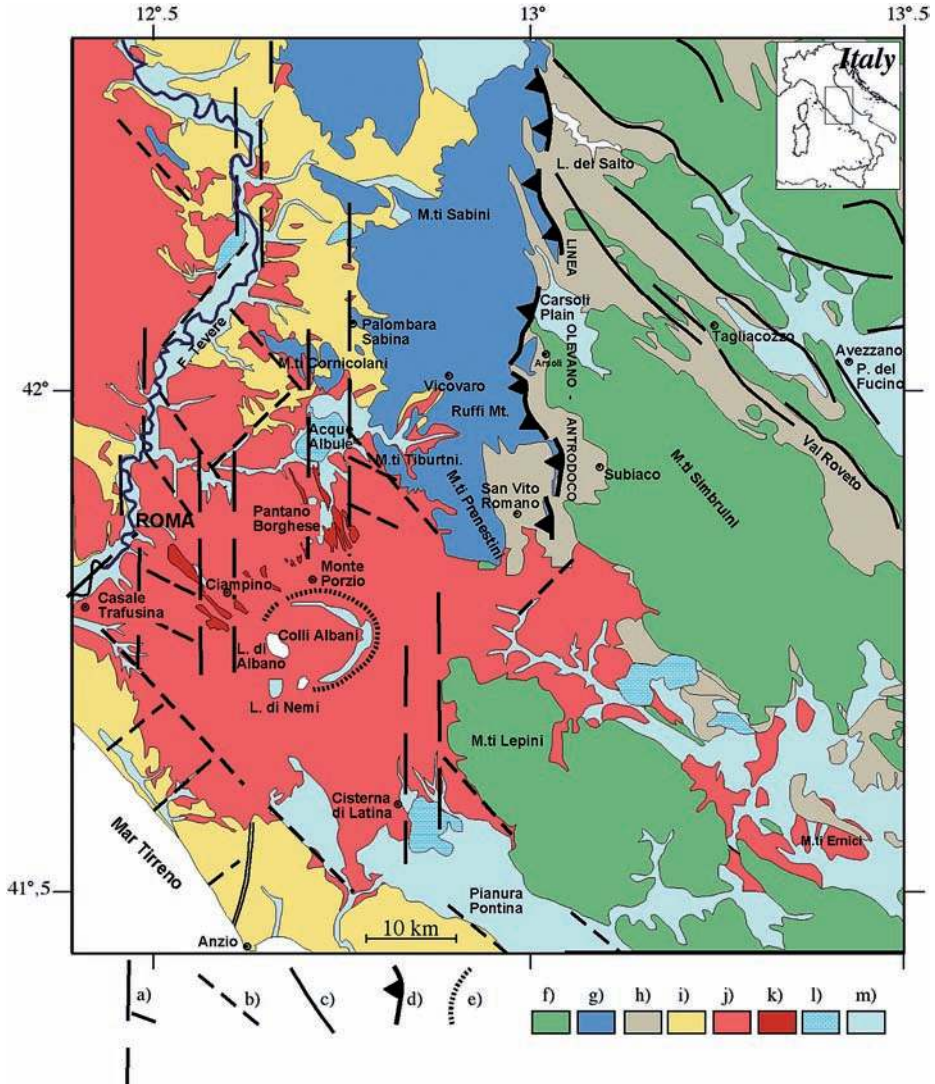 12°.5
13°
13°.5
Italy
L. del Salto
M.ti Sabini
LINEA OLEVANO - ANTRODOCO
Carsoli
Plain
F. Tevere
Palombara
Sabina
Tagliacozzo
Avezzano
P. del
Fucino
M.ti Cornicolani
Arsoli
42°
Vicovaro
Ruffi Mt.
Acque
Albule
M.ti Tiburtni.
Val Roveto
M.ti Simbruini
Subiaco
San Vito
Romano
M.ti Prenestini
Pantano
Borghese
ROMA
Monte
Porzio
Ciampino
Casale
Trafusina
Colli Albani
L. di
Albano
L. di Nemi
M.ti Lepini
Cisterna
di Latina
Mar Tirreno
M.ti Ernici
41°,5
Pianura
Pontina
10 km
Anzio
a) b) c) d) e) f) g) h) i) j) k) l) m)